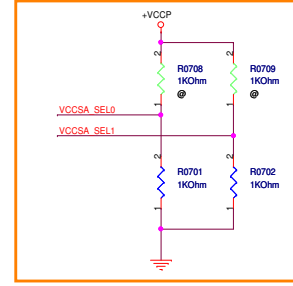 +VCCP
2
2
R0708
R0709
1KOhm
1KOhm
@
@
1
1
VCCSA_SEL0
VCCSA_SEL1
2
2
R0701
R0702
1KOhm
1KOhm
1
1